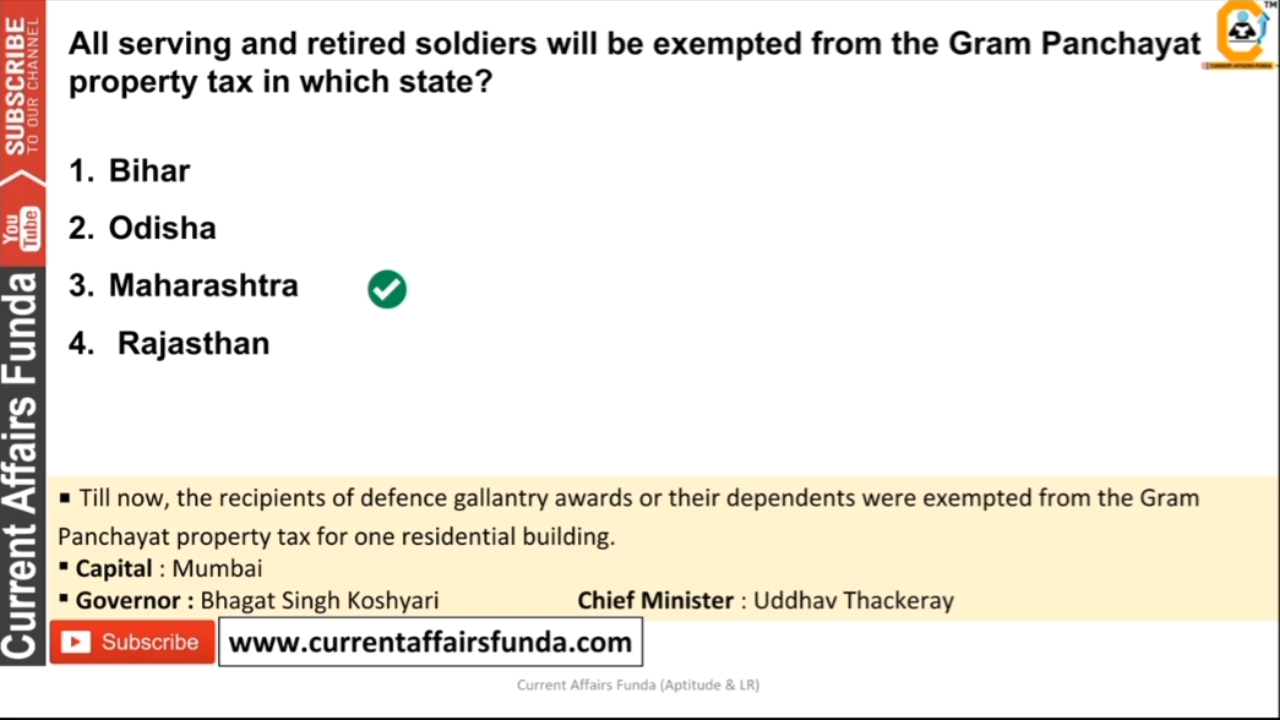 All serving and retired soldiers will be exempted from the Gram Panchayat
property tax in which state?
1. Bihar
2. Odisha
3. Maharashtra
4. Rajasthan
▪ Till now, the recipients of defence gallantry awards or their dependents were exempted from the Gram
Panchayat property tax for one residential building.
▪ Capital : Mumbai
▪ Governor : Bhagat Singh Koshyari Chief Minister : Uddhav Thackeray
Subscribe www.currentaffairsfunda.com
Current Affairs Funda (Aptitude & LR)
SUBSCRIBE
TO OUR CHANNEL
You
Tube
Current Affairs Funda
TM
CURRENT AFFAIRS FUNDA